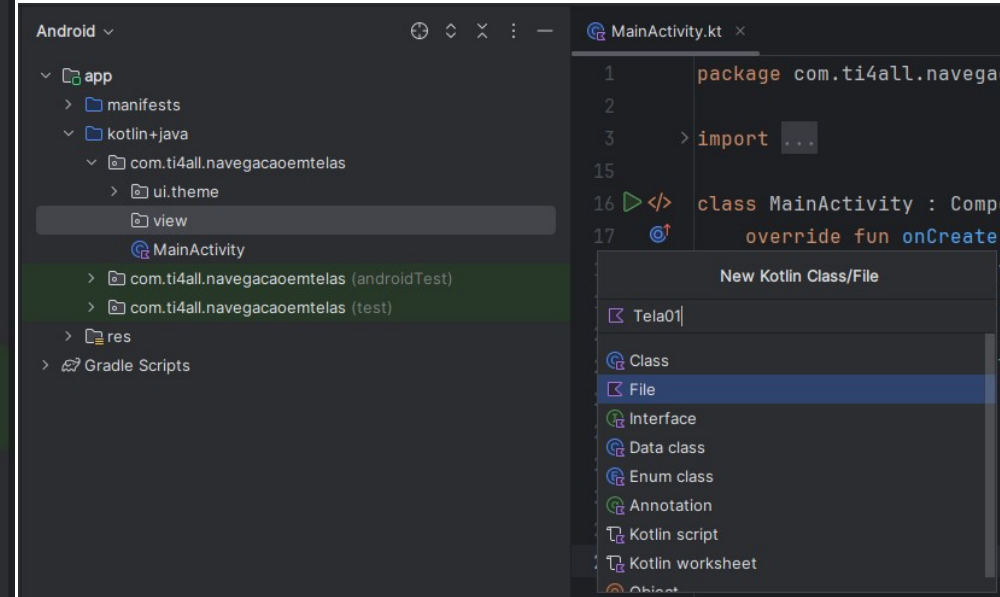 Android
app
manifests
kotlin+java
com.ti4all.navegacaoemtelas
ui.theme
view
MainActivity
com.ti4all.navegacaoemtelas (androidTest)
com.ti4all.navegacaoemtelas (test)
res
Gradle Scripts
MainActivity.kt
1 package com.ti4all.navega
2
3 import ...
15
16 class MainActivity : Comp
17 override fun onCreate
New Kotlin Class/File
Tela01
Class
File
Interface
Data class
Enum class
Annotation
Kotlin script
Kotlin worksheet
Object